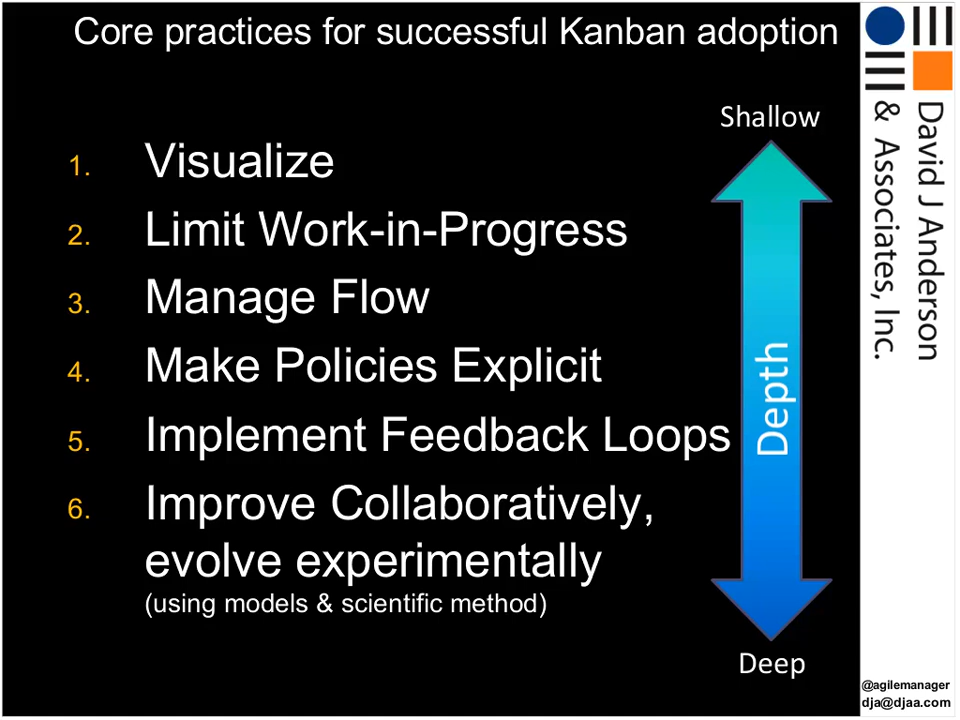 Core practices for successful Kanban adoption
1. Visualize
2. Limit Work-in-Progress
3. Manage Flow
4. Make Policies Explicit
5. Implement Feedback Loops
6. Improve Collaboratively,
evolve experimentally
(using models & scientific method)
Shallow
Depth
Deep
David J Anderson
& Associates, Inc.
@agilemanager
dja@djaa.com